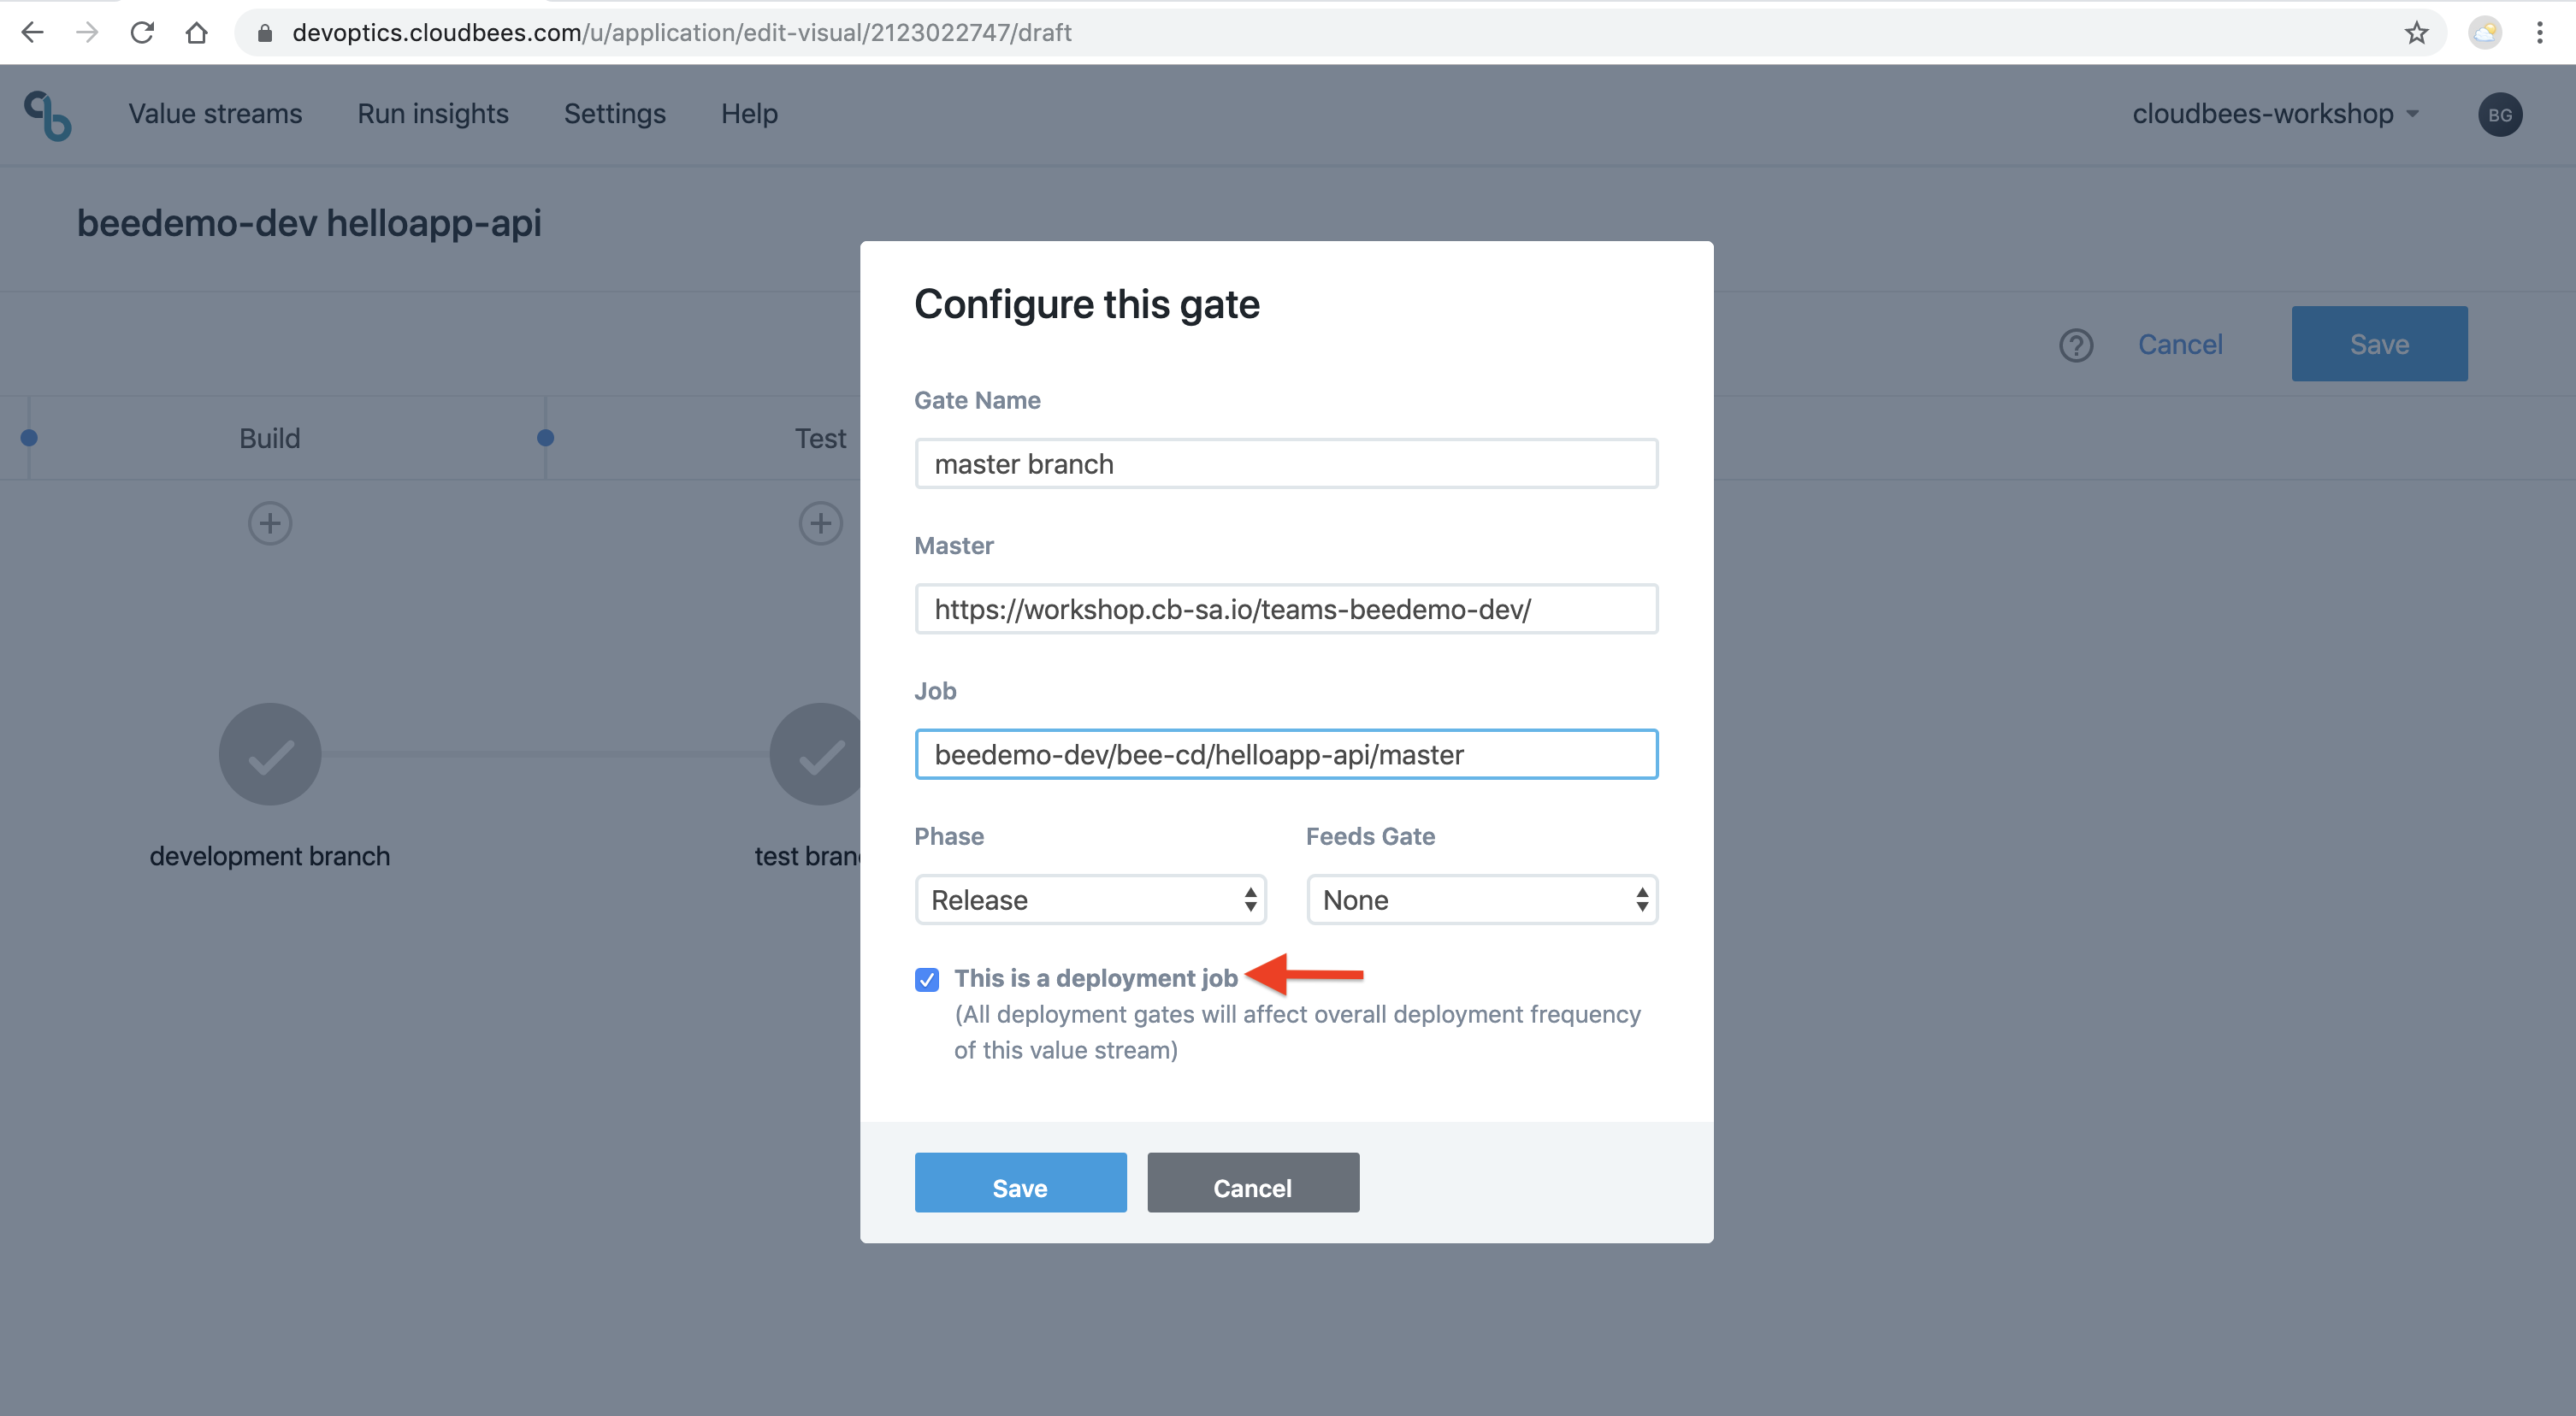 devoptics.cloudbees.com/u/application/edit-visual/2123022747/draft
Value streams Run insights Settings Help cloudbees-workshop BG
beedemo-dev helloapp-api
Configure this gate
Cancel Save
Gate Name
Build Test
master branch
Master
https://workshop.cb-sa.io/teams-beedemo-dev/
Job
beedemo-dev/bee-cd/helloapp-api/master
Phase Feeds Gate
development branch test bran
Release None
This is a deployment job
(All deployment gates will affect overall deployment frequency
of this value stream)
Save Cancel